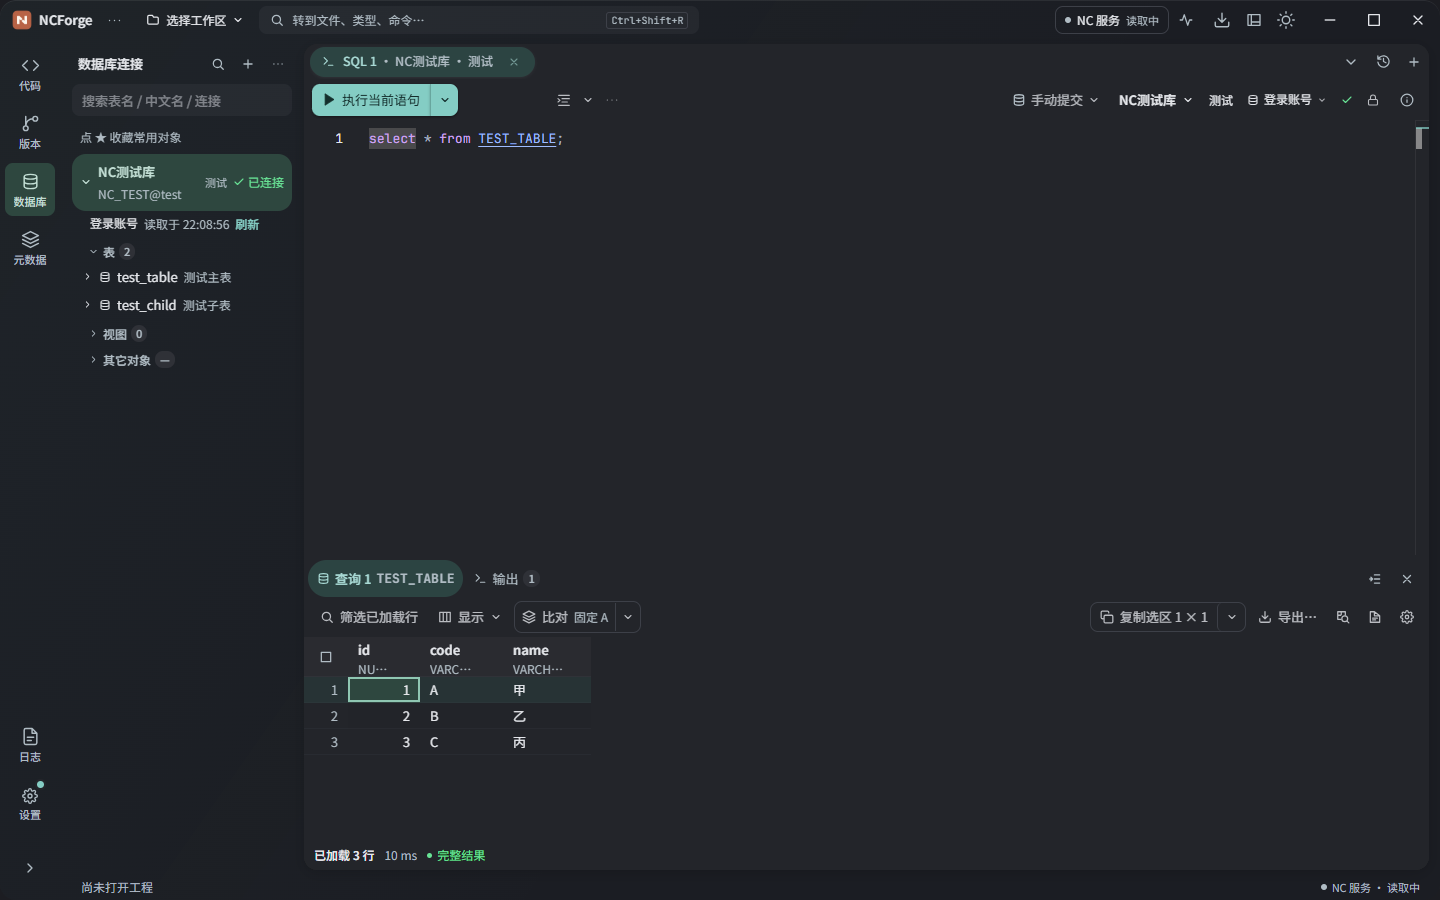 NCForge ··· 选择工作区 转到文件、类型、命令··· Ctrl+Shift+R NC 服务 读取中
代码
版本
数据库
元数据
日志
设置
数据库连接 ···
搜索表名 / 中文名 / 连接
点 ★ 收藏常用对象
NC测试库
NC_TEST@test
测试 ✓ 已连接
登录账号 读取于 22:08:56 刷新
表 2
test_table 测试主表
test_child 测试子表
视图 0
其它对象 —
SQL 1 • NC测试库 • 测试
执行当前语句 ··· 手动提交 NC测试库 测试 登录账号
1 select * from TEST_TABLE;
查询 1 TEST_TABLE 输出 1
筛选已加载行 显示 比对 固定 A 复制选区 1 × 1 导出···
id code name
NU··· VARC··· VARCH···
1 1 A 甲
2 2 B 乙
3 3 C 丙
已加载 3 行 10 ms • 完整结果
尚未打开工程 NC 服务 • 读取中